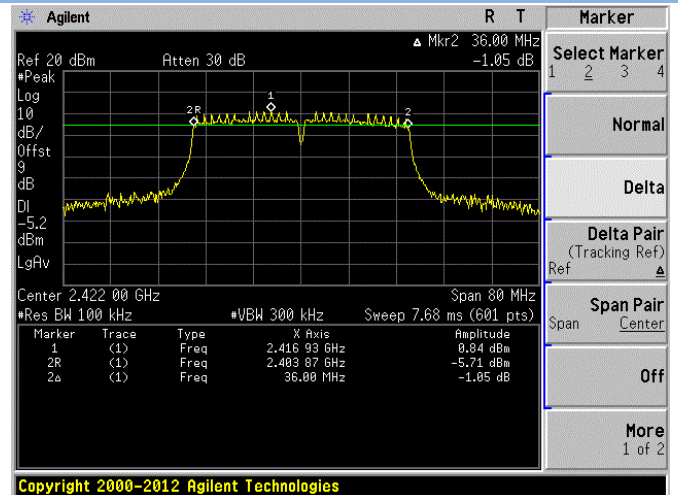 Agilent R T
Δ Mkr2 36.00 MHz
Ref 20 dBm Atten 30 dB -1.05 dB
#Peak
Log
10
dB/
Offst
9
dB
DI
-5.2
dBm
LgAv
1
2R
2
Center 2.422 00 GHz Span 80 MHz
#Res BW 100 kHz #VBW 300 kHz Sweep 7.68 ms (601 pts)
Marker Trace Type X Axis Amplitude
1 (1) Freq 2.416 93 GHz 0.84 dBm
2R (1) Freq 2.403 87 GHz -5.71 dBm
2Δ (1) Freq 36.00 MHz -1.05 dB
Copyright 2000-2012 Agilent Technologies
Marker
Select Marker
1 2 3 4
Normal
Delta
Delta Pair
(Tracking Ref)
Ref Δ
Span Pair
Span Center
Off
More
1 of 2